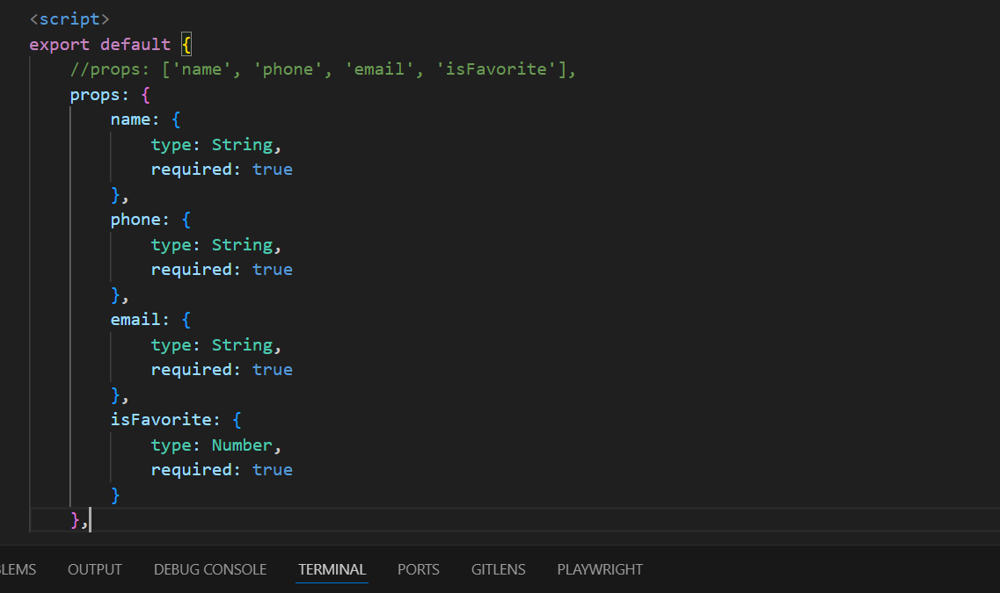 <script>
export default {
    //props: ['name', 'phone', 'email', 'isFavorite'],
    props: {
        name: {
            type: String,
            required: true
        },
        phone: {
            type: String,
            required: true
        },
        email: {
            type: String,
            required: true
        },
        isFavorite: {
            type: Number,
            required: true
        }
    },
LEMS OUTPUT DEBUG CONSOLE TERMINAL PORTS GITLENS PLAYWRIGHT